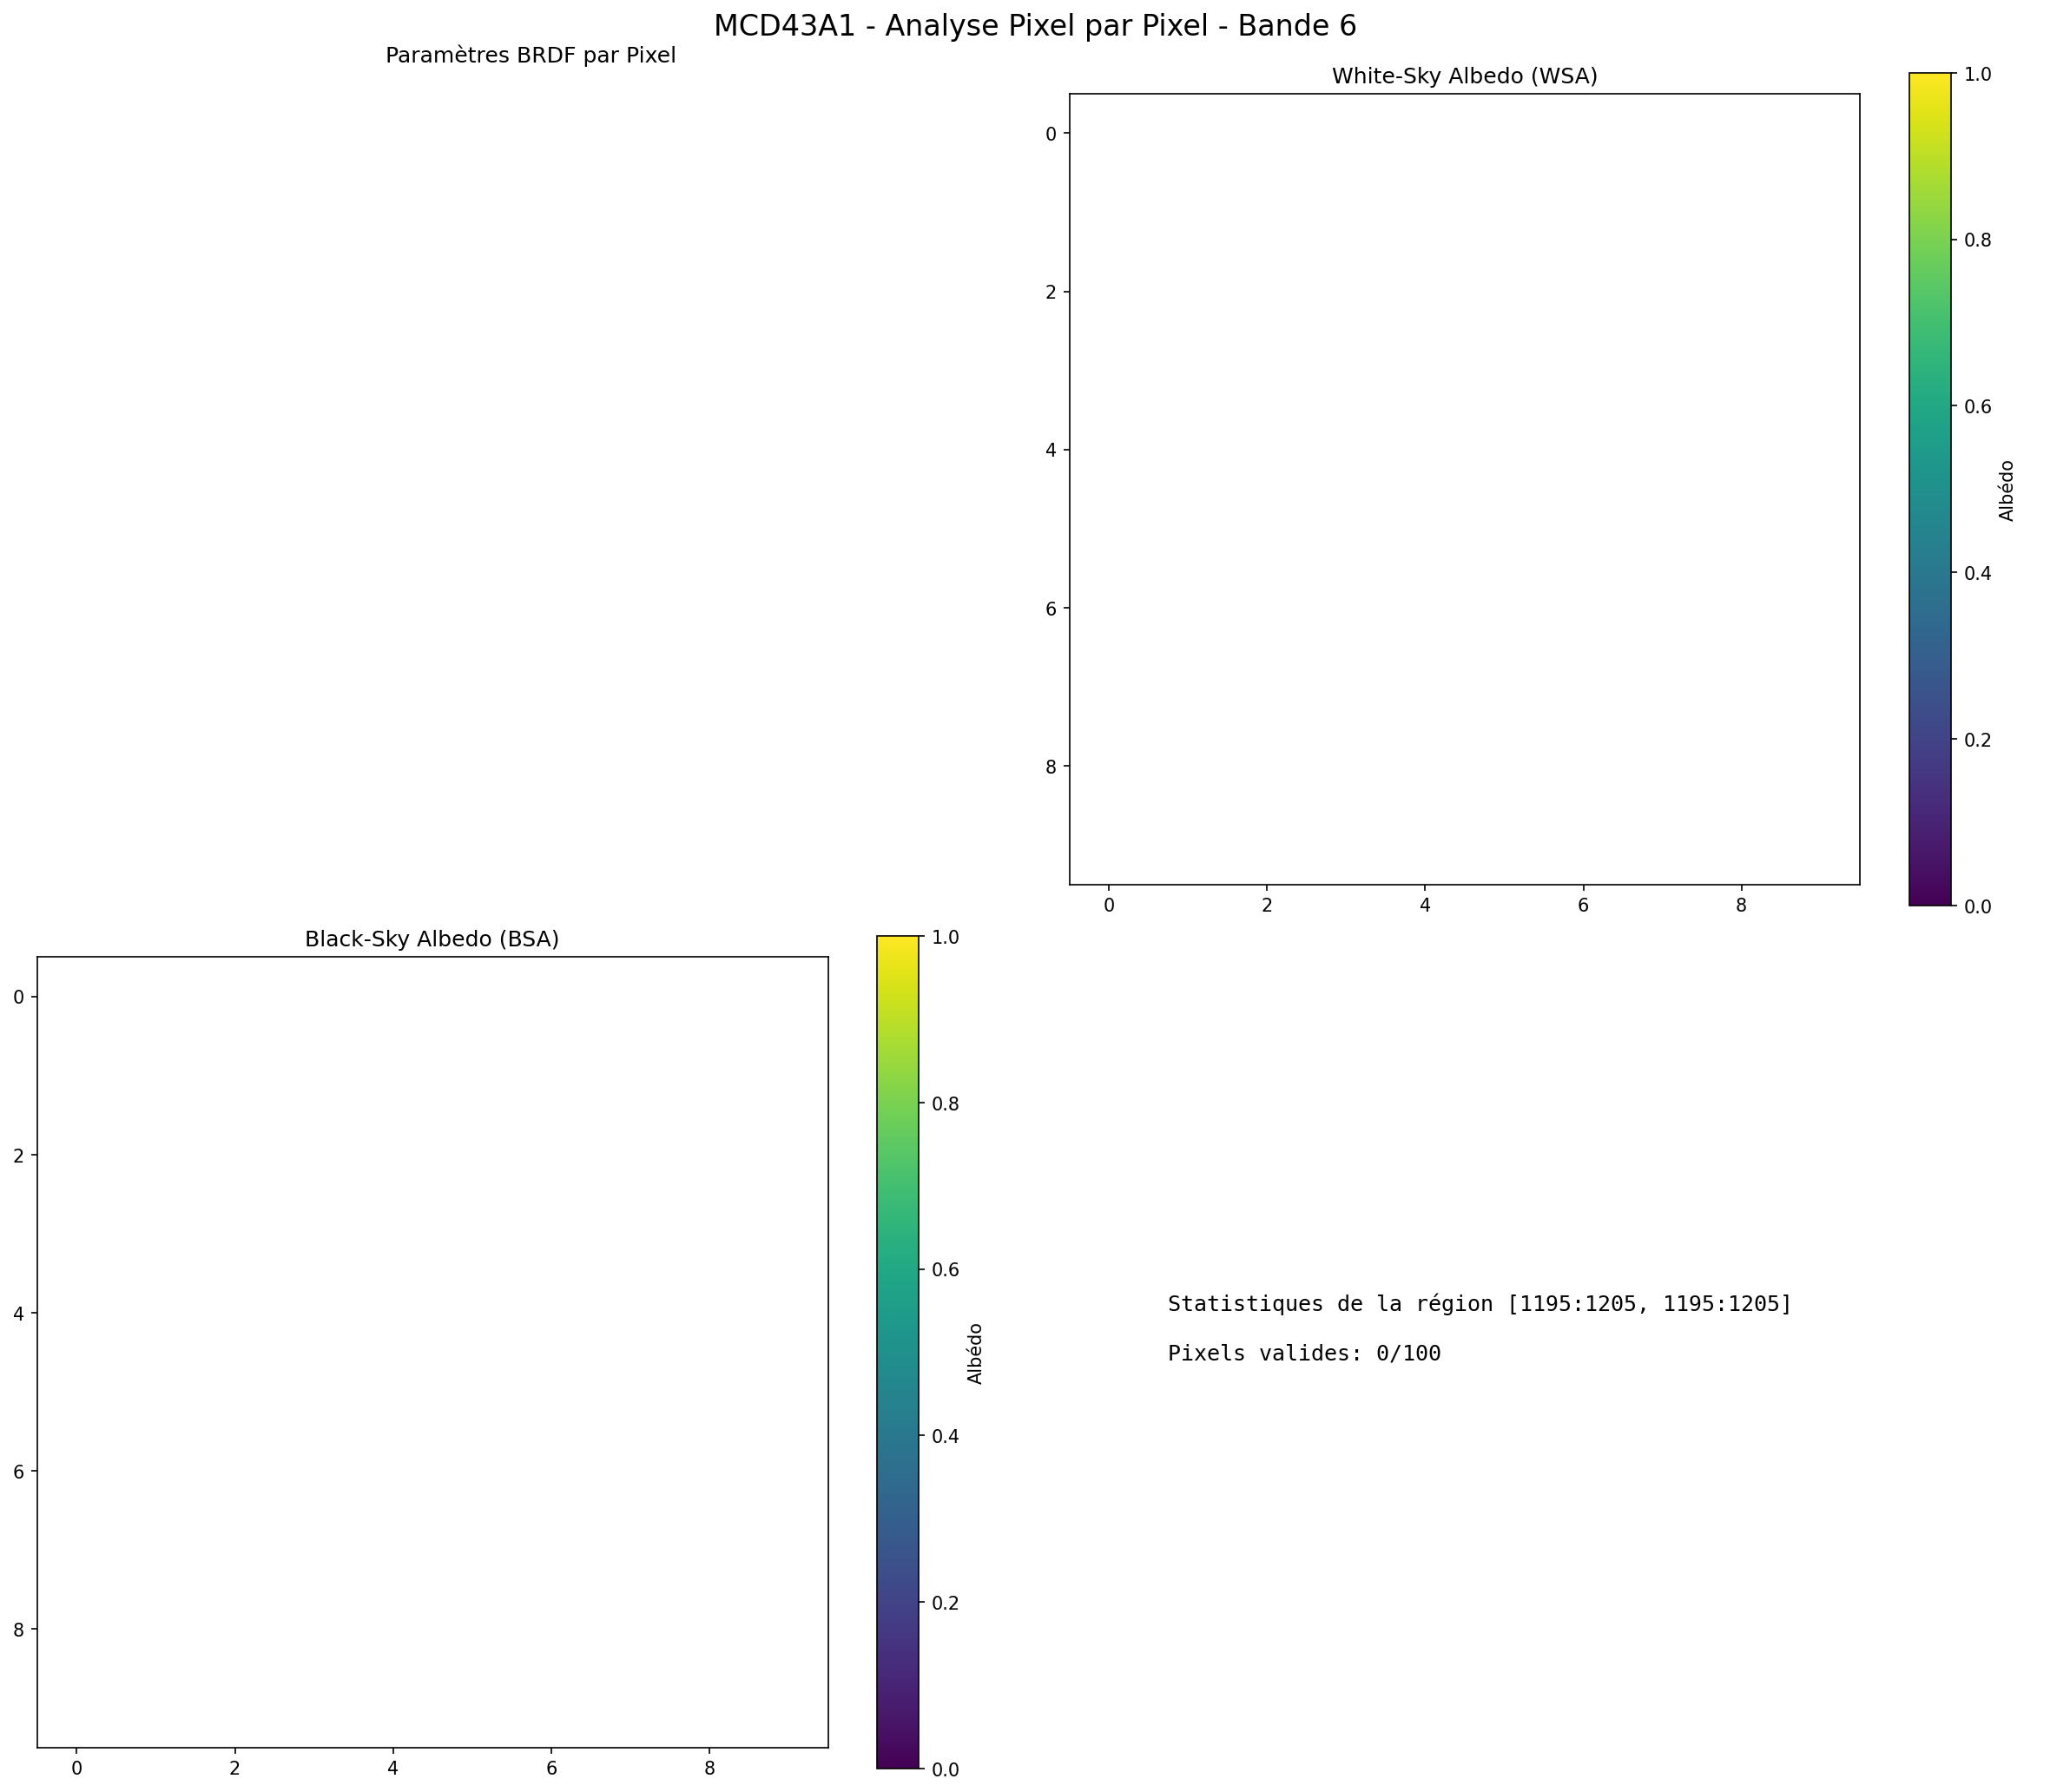 MCD43A1 - Analyse Pixel par Pixel - Bande 6
Paramètres BRDF par Pixel
White-Sky Albedo (WSA)
0
2
4
6
8
0 2 4 6 8
1.0
0.8
0.6
0.4
0.2
0.0
Albédo
Black-Sky Albedo (BSA)
0
2
4
6
8
0 2 4 6 8
1.0
0.8
0.6
0.4
0.2
0.0
Albédo
Statistiques de la région [1195:1205, 1195:1205]
Pixels valides: 0/100